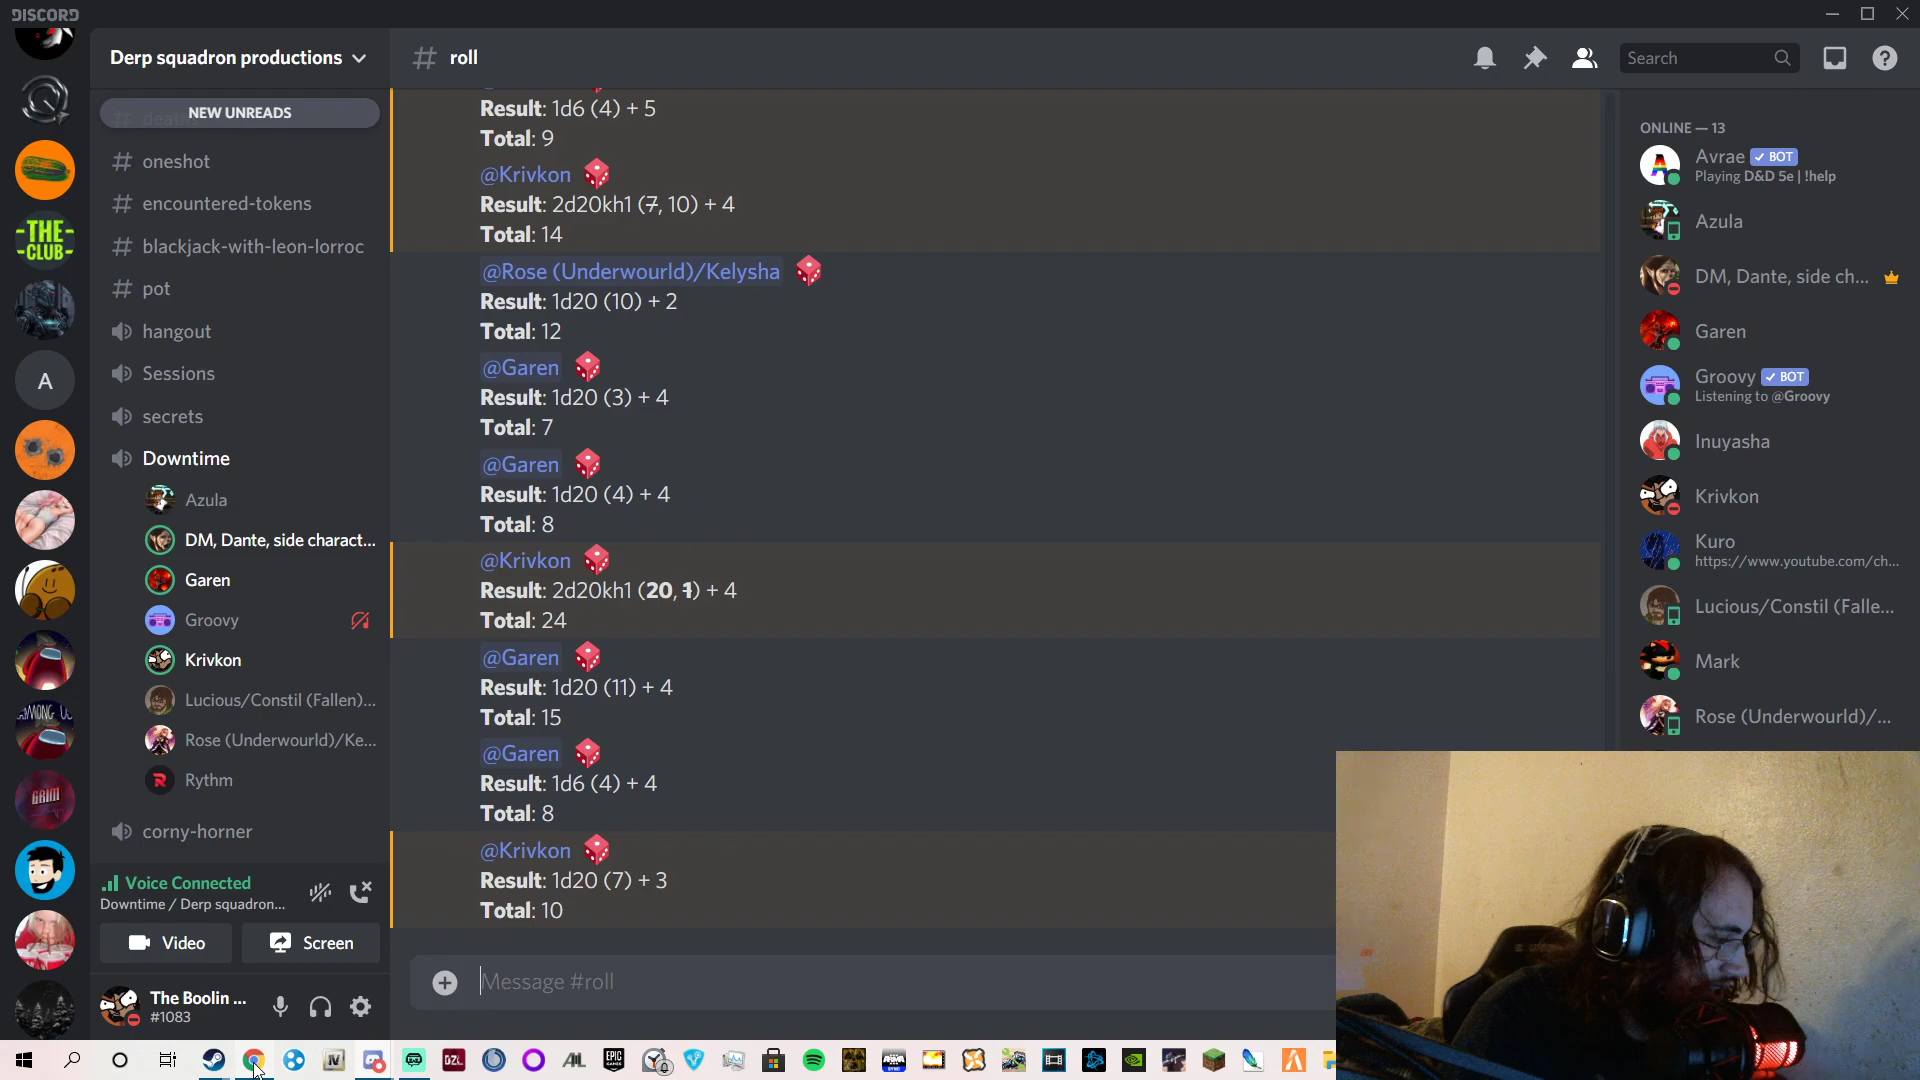 DISCORD
Derp squadron productions
# roll
Search
NEW UNREADS
# oneshot
# encountered-tokens
# blackjack-with-leon-lorroc
# pot
hangout
Sessions
secrets
Downtime
Azula
DM, Dante, side charact...
Garen
Groovy
Krivkon
Lucious/Constil (Fallen)...
Rose (Underwourld)/Ke...
Rythm
corny-horner
Voice Connected
Downtime / Derp squadron...
Video
Screen
The Boolin ...
#1083
-THE-
CLUB
A
GRIM
Result: 1d6 (4) + 5
Total: 9
@Krivkon
Result: 2d20kh1 (7, 10) + 4
Total: 14
@Rose (Underwourld)/Kelysha
Result: 1d20 (10) + 2
Total: 12
@Garen
Result: 1d20 (3) + 4
Total: 7
@Garen
Result: 1d20 (4) + 4
Total: 8
@Krivkon
Result: 2d20kh1 (20, 1) + 4
Total: 24
@Garen
Result: 1d20 (11) + 4
Total: 15
@Garen
Result: 1d6 (4) + 4
Total: 8
@Krivkon
Result: 1d20 (7) + 3
Total: 10
Message #roll
ONLINE — 13
Avrae ✓ BOT
Playing D&D 5e | !help
Azula
DM, Dante, side ch...
Garen
Groovy ✓ BOT
Listening to @Groovy
Inuyasha
Krivkon
Kuro
https://www.youtube.com/ch...
Lucious/Constil (Falle...
Mark
Rose (Underwourld)/...